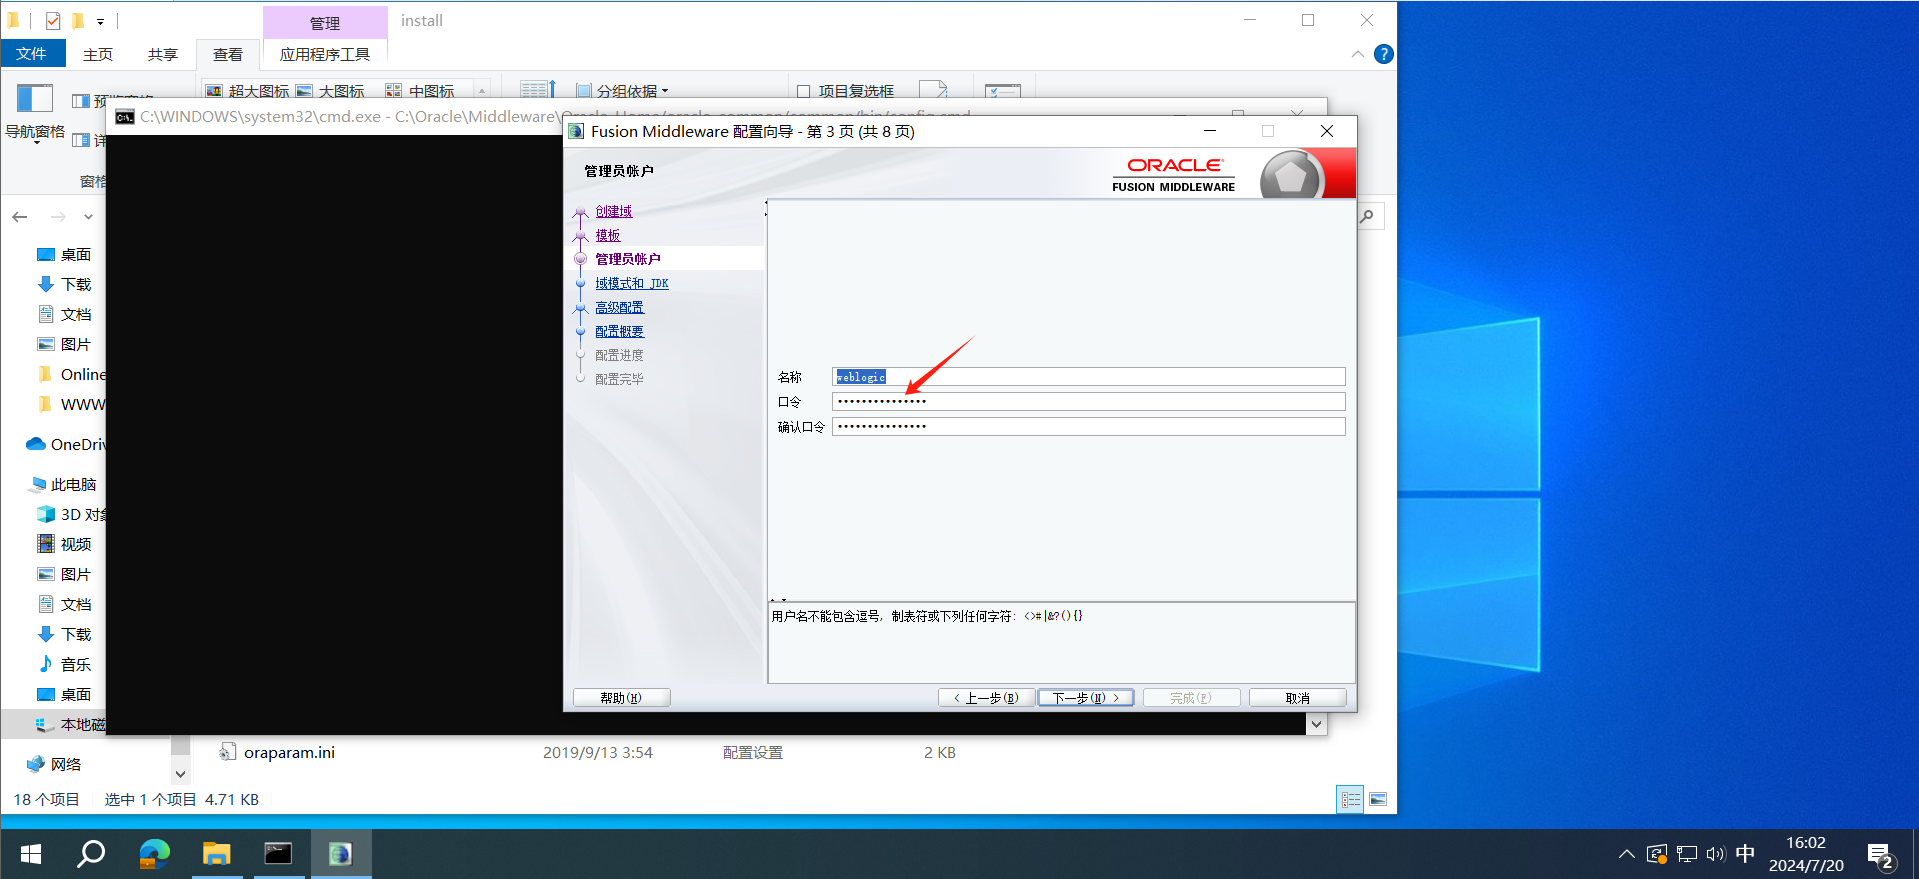 管理
install
文件
主页
共享
查看
应用程序工具
导航窗格
超大图标
大图标
中图标
分组依据
项目复选框
窗格
C:\WINDOWS\system32\cmd.exe - C:\Oracle\Middleware\Oracle_Home/oracle_common/common/bin/config.cmd
Fusion Middleware 配置向导 - 第 3 页 (共 8 页)
管理员帐户
ORACLE
FUSION MIDDLEWARE
创建域
模板
管理员帐户
域模式和 JDK
高级配置
配置概要
配置进度
配置完毕
名称
weblogic
口令
•••••••••••••••
确认口令
•••••••••••••••
用户名不能包含逗号, 制表符或下列任何字符: <>#|&?(){}
帮助(H)
< 上一步(B)
下一步(N) >
完成(F)
取消
桌面
下载
文档
图片
Online
WWW
OneDriv
此电脑
3D 对
视频
图片
文档
下载
音乐
桌面
本地磁
网络
oraparam.ini
2019/9/13 3:54
配置设置
2 KB
18 个项目
选中 1 个项目 4.71 KB
中
16:02
2024/7/20
2